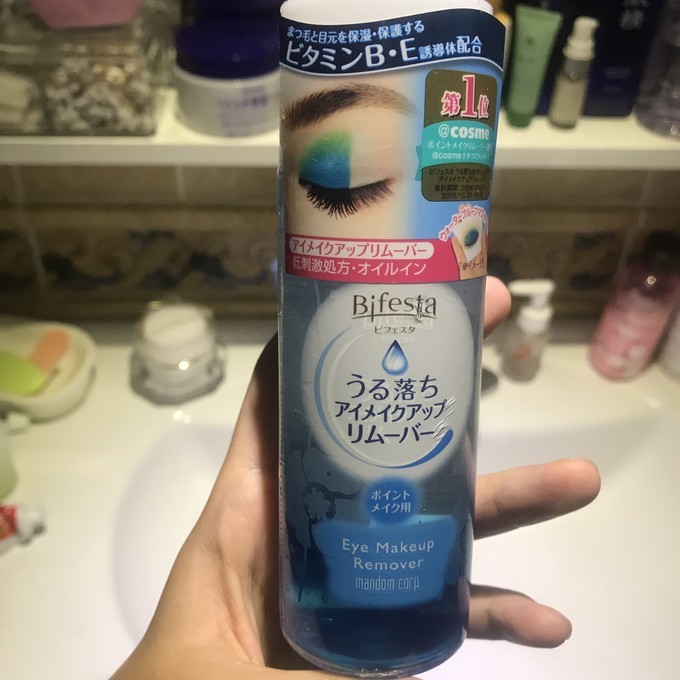 まつ毛と目元を保湿・保護する
ビタミンB・E誘導体配合
第1位
@cosme
アイメイクアップリムーバー
低刺激処方・オイルイン
Bifesta
ビフェスタ
うる落ち
アイメイクアップ
リムーバー
ポイント
メイク用
Eye Makeup
Remover
mandom corp.